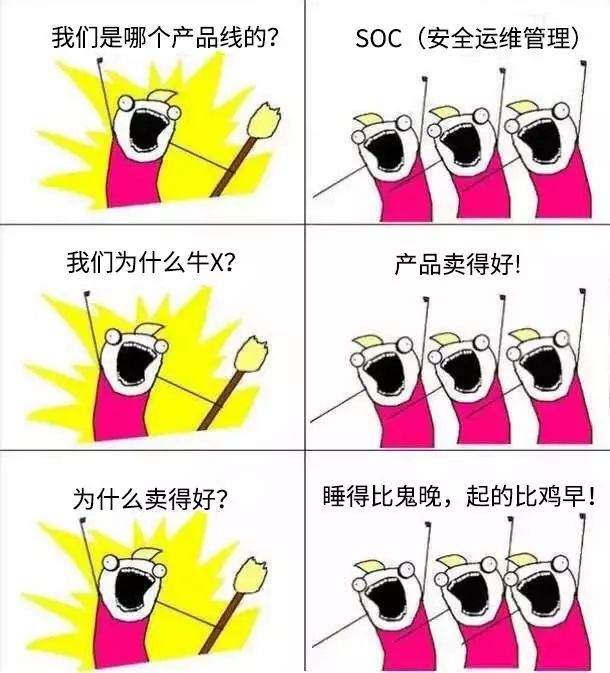 我们是哪个产品线的？
SOC（安全运维管理）
我们为什么牛X？
产品卖得好!
为什么卖得好？
睡得比鬼晚，起的比鸡早!